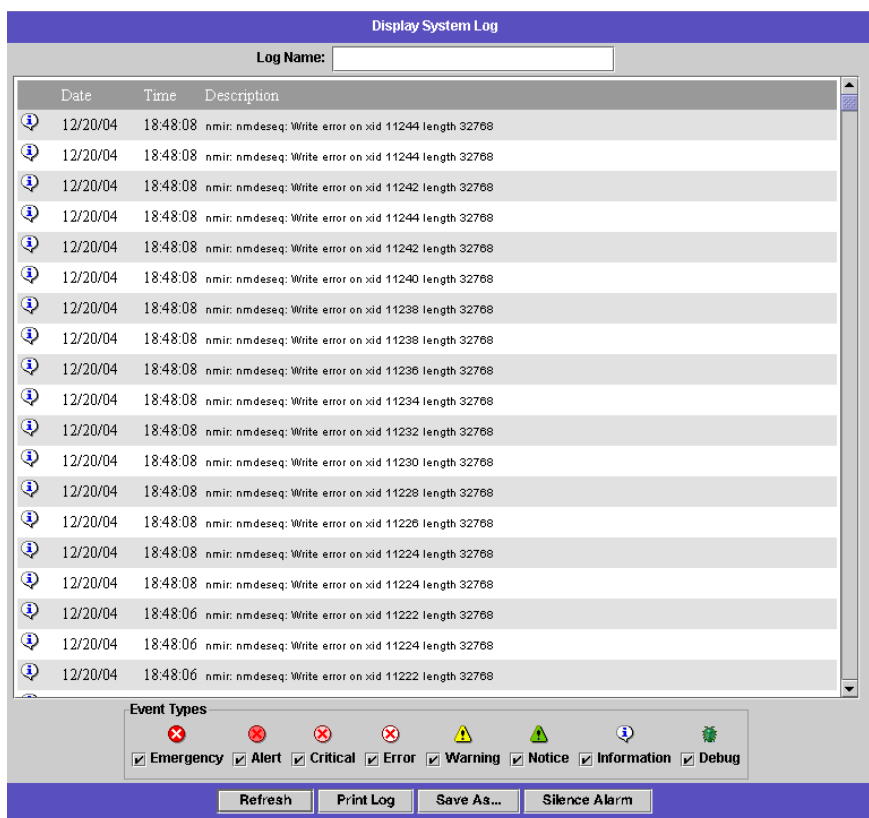 Display System Log
Log Name:
Date Time Description
12/20/04 18:48:08 nmir: nmdeseq: Write error on xid 11244 length 32768
12/20/04 18:48:08 nmir: nmdeseq: Write error on xid 11244 length 32768
12/20/04 18:48:08 nmir: nmdeseq: Write error on xid 11242 length 32768
12/20/04 18:48:08 nmir: nmdeseq: Write error on xid 11244 length 32768
12/20/04 18:48:08 nmir: nmdeseq: Write error on xid 11242 length 32768
12/20/04 18:48:08 nmir: nmdeseq: Write error on xid 11240 length 32768
12/20/04 18:48:08 nmir: nmdeseq: Write error on xid 11238 length 32768
12/20/04 18:48:08 nmir: nmdeseq: Write error on xid 11238 length 32768
12/20/04 18:48:08 nmir: nmdeseq: Write error on xid 11236 length 32768
12/20/04 18:48:08 nmir: nmdeseq: Write error on xid 11234 length 32768
12/20/04 18:48:08 nmir: nmdeseq: Write error on xid 11232 length 32768
12/20/04 18:48:08 nmir: nmdeseq: Write error on xid 11230 length 32768
12/20/04 18:48:08 nmir: nmdeseq: Write error on xid 11228 length 32768
12/20/04 18:48:08 nmir: nmdeseq: Write error on xid 11226 length 32768
12/20/04 18:48:08 nmir: nmdeseq: Write error on xid 11224 length 32768
12/20/04 18:48:08 nmir: nmdeseq: Write error on xid 11224 length 32768
12/20/04 18:48:06 nmir: nmdeseq: Write error on xid 11222 length 32768
12/20/04 18:48:06 nmir: nmdeseq: Write error on xid 11224 length 32768
12/20/04 18:48:06 nmir: nmdeseq: Write error on xid 11222 length 32768
Event Types
Emergency Alert Critical Error Warning Notice Information Debug
Refresh Print Log Save As... Silence Alarm